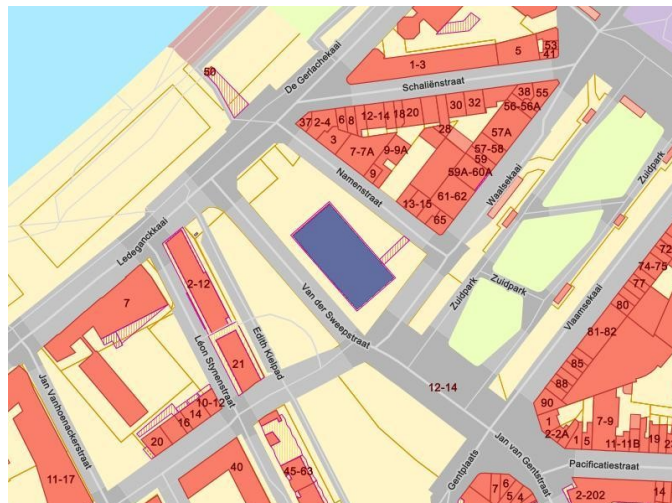 50
De Gerlachekaai
1-3
5
53
41
Schaliënstraat
37
2-4
6
8
12-14
18
20
30
32
38
55
56-56A
28
3
7-7A
9-9A
9
57A
57-58
59
59A-60A
61-62
13-15
65
Namenstraat
Waalsekaai
Zuidpark
Zuidpark
Zuidpark
Vlaamsekaai
72
74-75
77
80
81-82
85
88
90
Ledeganckkaai
7
2-12
Van der Sweepstraat
Edith Kielpad
Léon Stynenstraat
21
12-14
10-12
14
16
20
Jan Vanhoenackerstraat
11-17
40
45-63
Gentplaats
Jan van Gentstraat
1
2-2A
1
5
7-9
11-11B
19
Pacificatiestraat
7
6
5
4
2-202
14